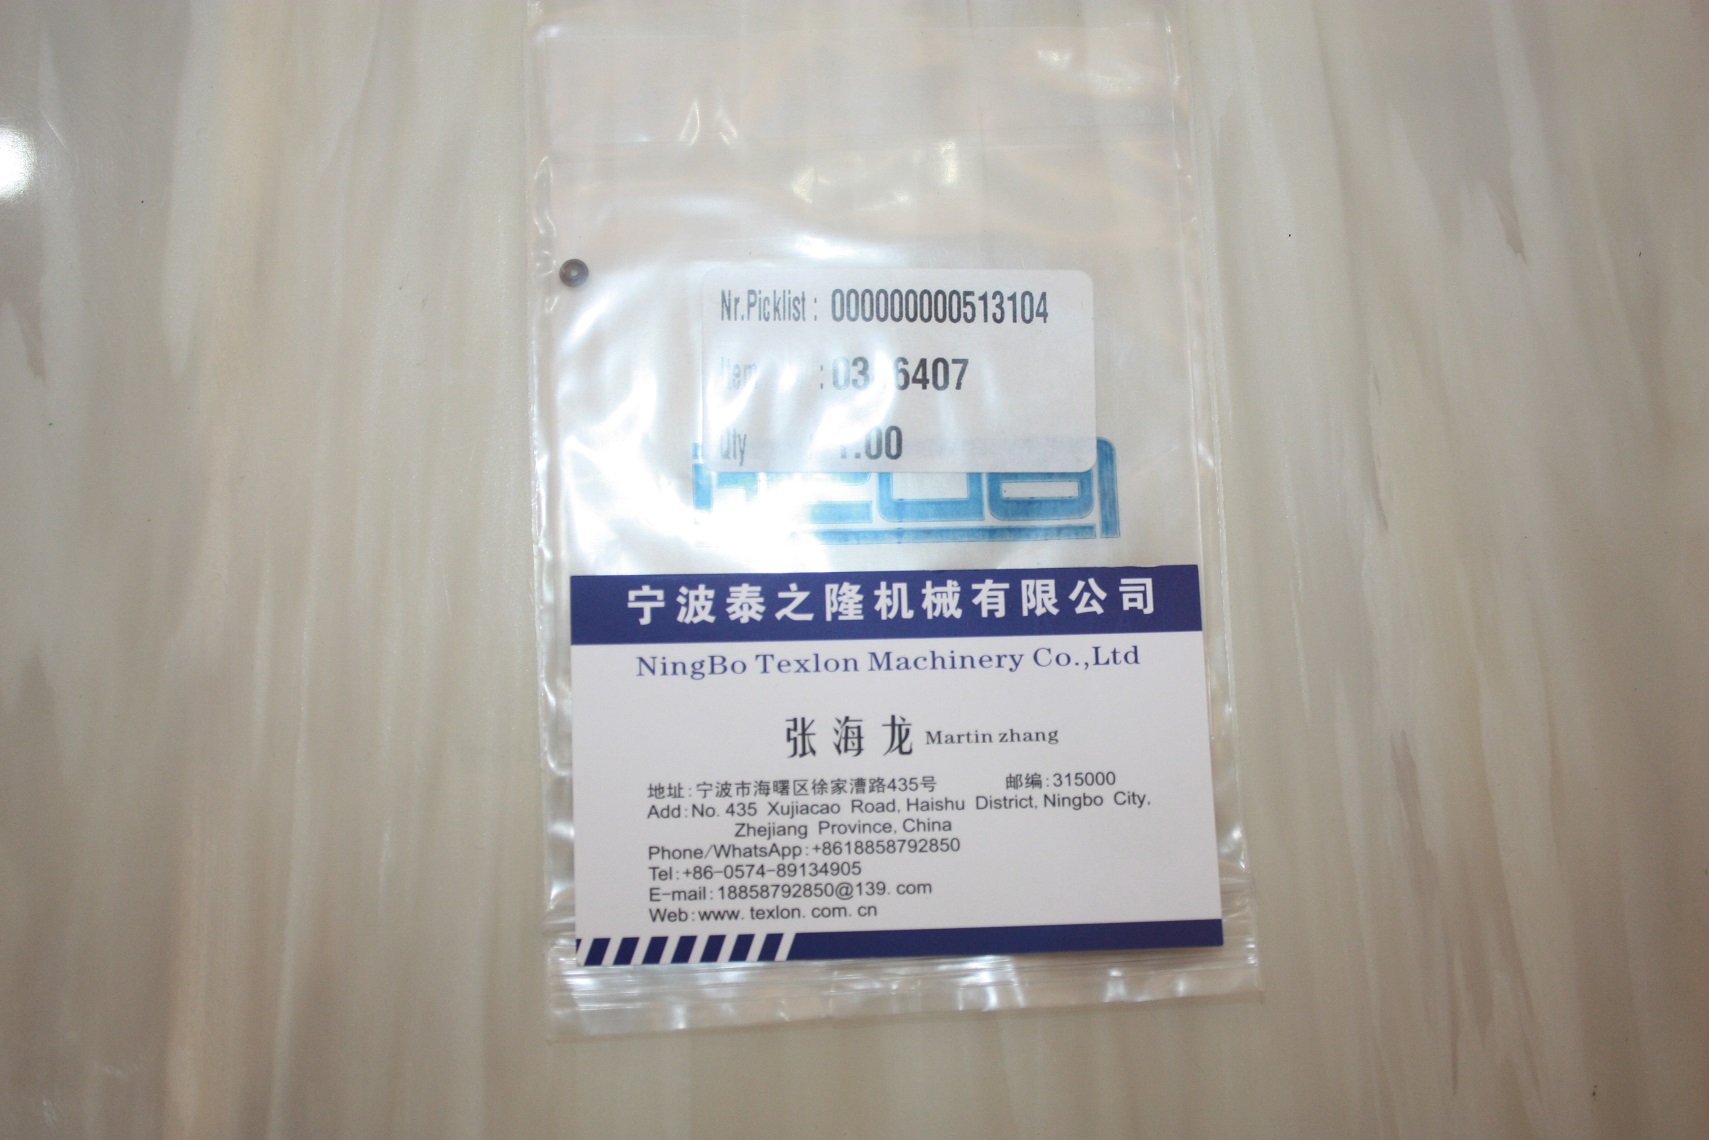 Nr.Picklist : 000000000513104
Item :
Qty .00
宁波泰之隆机械有限公司
NingBo Texlon Machinery Co.,Ltd
张海龙 Martin zhang
地址:宁波市海曙区徐家漕路435号 邮编:315000
Add:No. 435 Xujiacao Road, Haishu District, Ningbo City,
Zhejiang Province, China
Phone/WhatsApp:+8618858792850
Tel:+86-0574-89134905
E-mail:18858792850@139. com
Web:www. texlon. com. cn